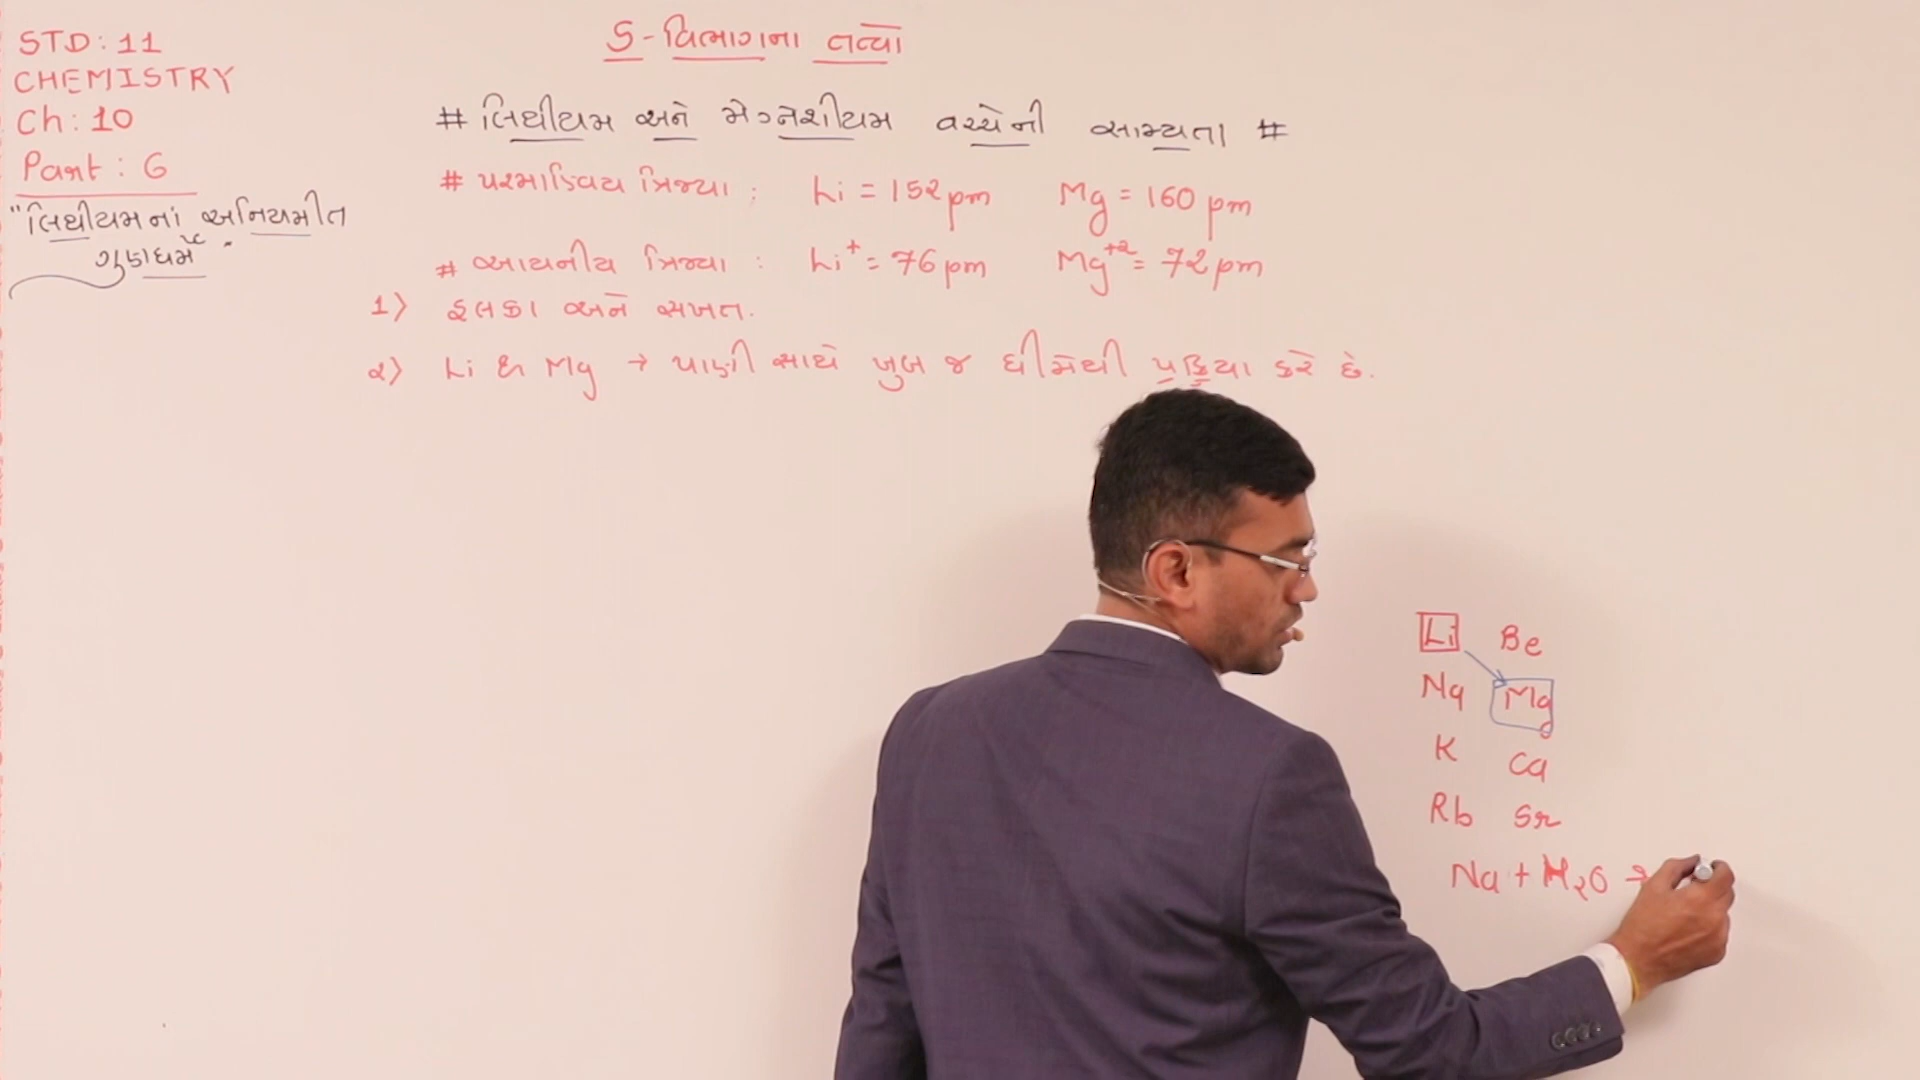 STD: 11
CHEMISTRY
Ch: 10
Part: 6
"લિથીયમનાં અનિયમીત
ગુણધર્મ"
S-વિભાગના તત્વો
# લિથીયમ અને મેગ્નેશીયમ વચ્ચેની સામ્યતા #
# પરમાણ્વિય ત્રિજ્યા : Li = 152 pm Mg = 160 pm
# આયનીય ત્રિજ્યા : Li⁺ = 76 pm Mg⁺² = 72 pm
1) હલકા અને સખત.
૨) Li & Mg → પાણી સાથે ખુબ જ ધીમેથી પ્રક્રિયા કરે છે.
Li Be
Na Mg
K Ca
Rb Sr
Na + H₂O →